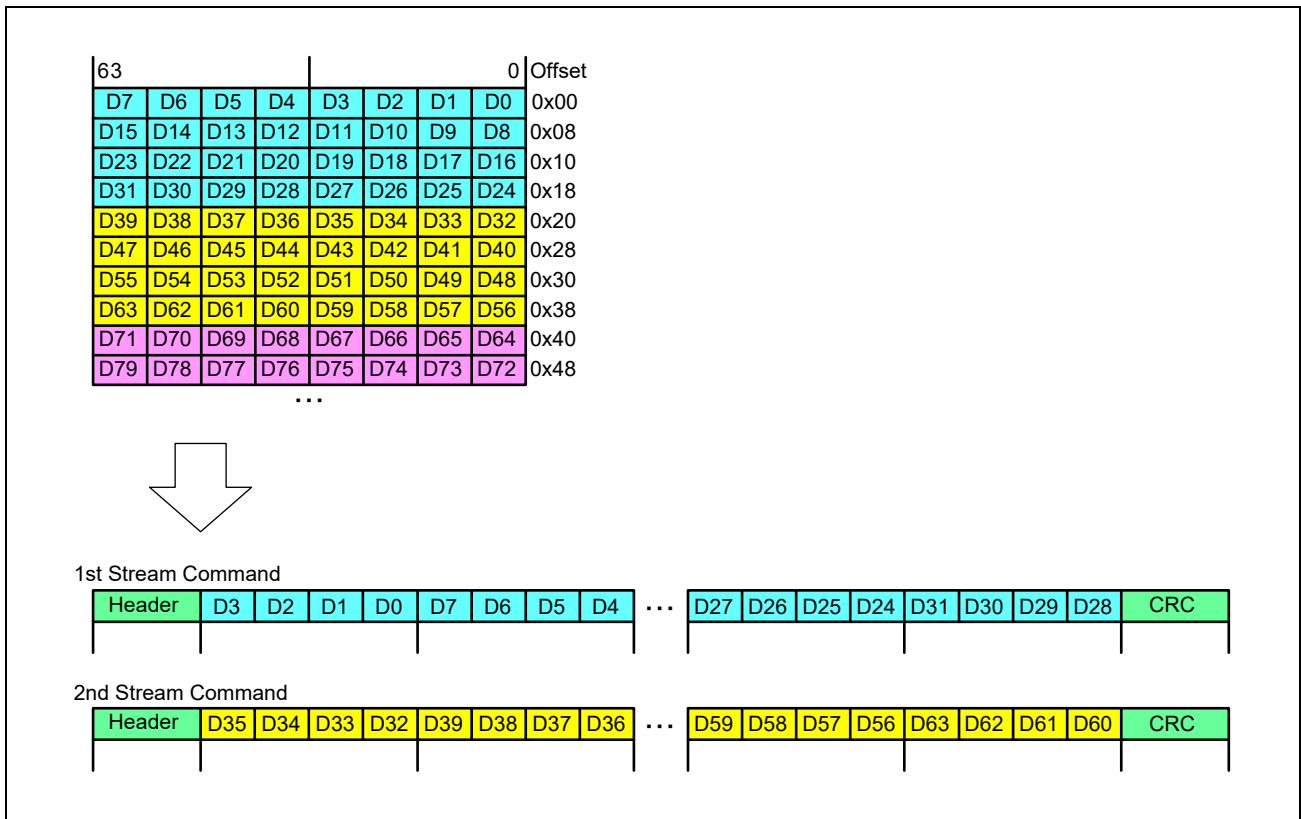 63 0 Offset
D7 D6 D5 D4 D3 D2 D1 D0 0x00
D15 D14 D13 D12 D11 D10 D9 D8 0x08
D23 D22 D21 D20 D19 D18 D17 D16 0x10
D31 D30 D29 D28 D27 D26 D25 D24 0x18
D39 D38 D37 D36 D35 D34 D33 D32 0x20
D47 D46 D45 D44 D43 D42 D41 D40 0x28
D55 D54 D53 D52 D51 D50 D49 D48 0x30
D63 D62 D61 D60 D59 D58 D57 D56 0x38
D71 D70 D69 D68 D67 D66 D65 D64 0x40
D79 D78 D77 D76 D75 D74 D73 D72 0x48
...
1st Stream Command
Header D3 D2 D1 D0 D7 D6 D5 D4 ... D27 D26 D25 D24 D31 D30 D29 D28 CRC
2nd Stream Command
Header D35 D34 D33 D32 D39 D38 D37 D36 ... D59 D58 D57 D56 D63 D62 D61 D60 CRC